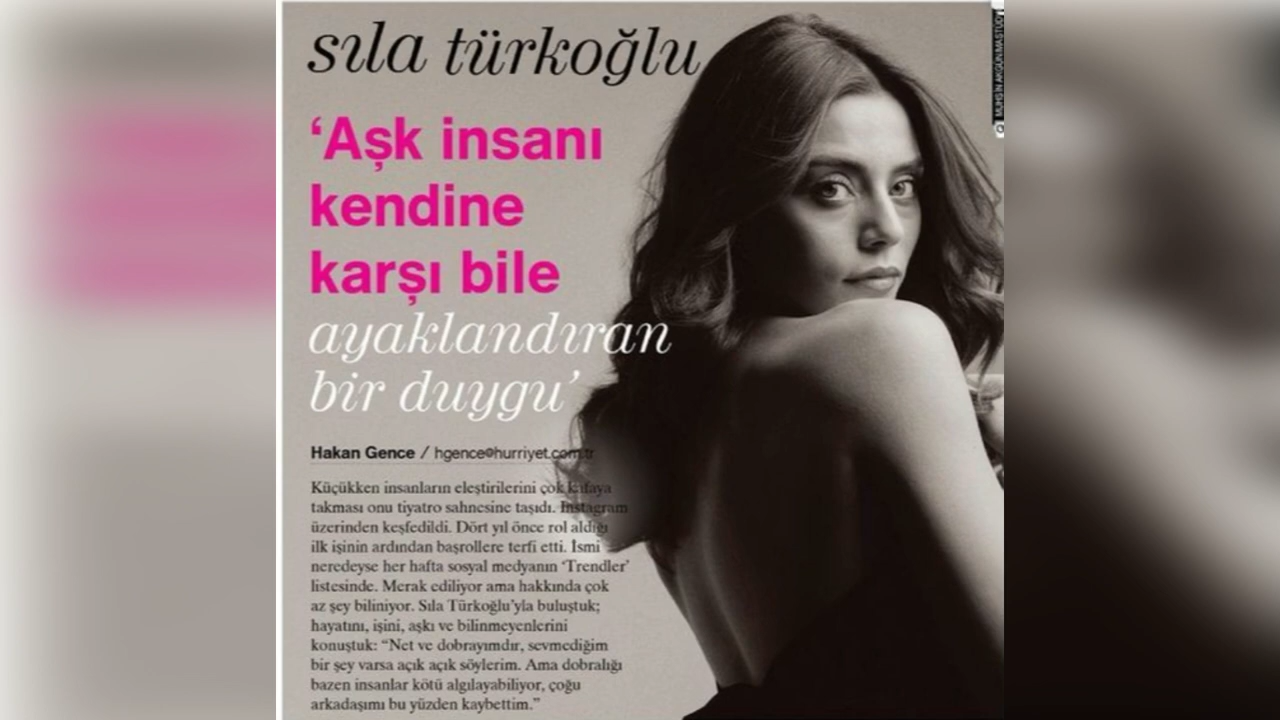 sıla türkoğlu
‘Aşk insanı
kendine
karşı bile
ayaklandıran
bir duygu’
Hakan Gence / hgence@hurriyet.com.tr
Küçükken insanların eleştirilerini çok kafaya
takması onu tiyatro sahnesine taşıdı. Instagram
üzerinden keşfedildi. Dört yıl önce rol aldığı
ilk işinin ardından başrollere terfi etti. İsmi
neredeyse her hafta sosyal medyanın ‘Trendler’
listesinde. Merak ediliyor ama hakkında çok
az şey biliniyor. Sıla Türkoğlu’yla buluştuk;
hayatını, işini, aşkı ve bilinmeyenlerini
konuştuk: “Net ve dobrayımdır, sevmediğim
bir şey varsa açık açık söylerim. Ama dobralığı
bazen insanlar kötü algılayabiliyor, çoğu
arkadaşımı bu yüzden kaybettim.”
MUHSİN AKGÜN/MASTUDY